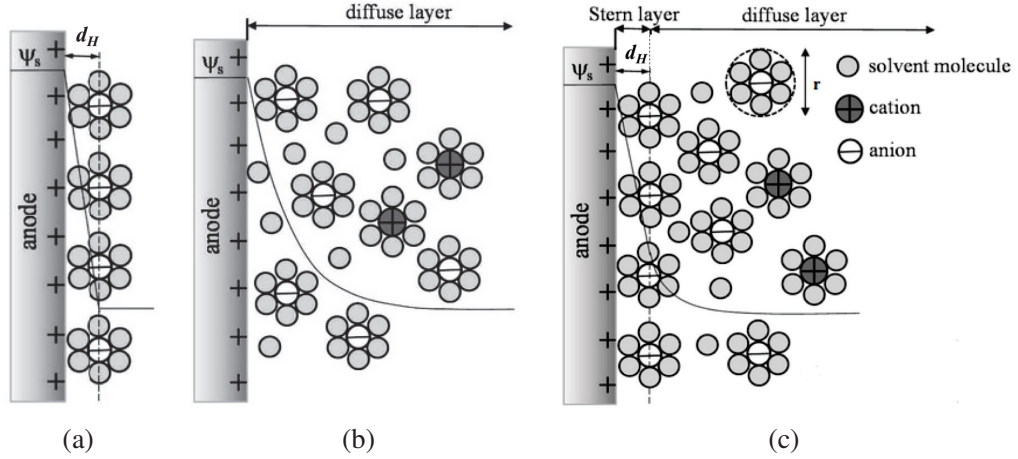 d_H
Ψs
anode
(a)
diffuse layer
Ψs
anode
(b)
Stern layer
diffuse layer
d_H
Ψs
anode
r
solvent molecule
cation
anion
(c)